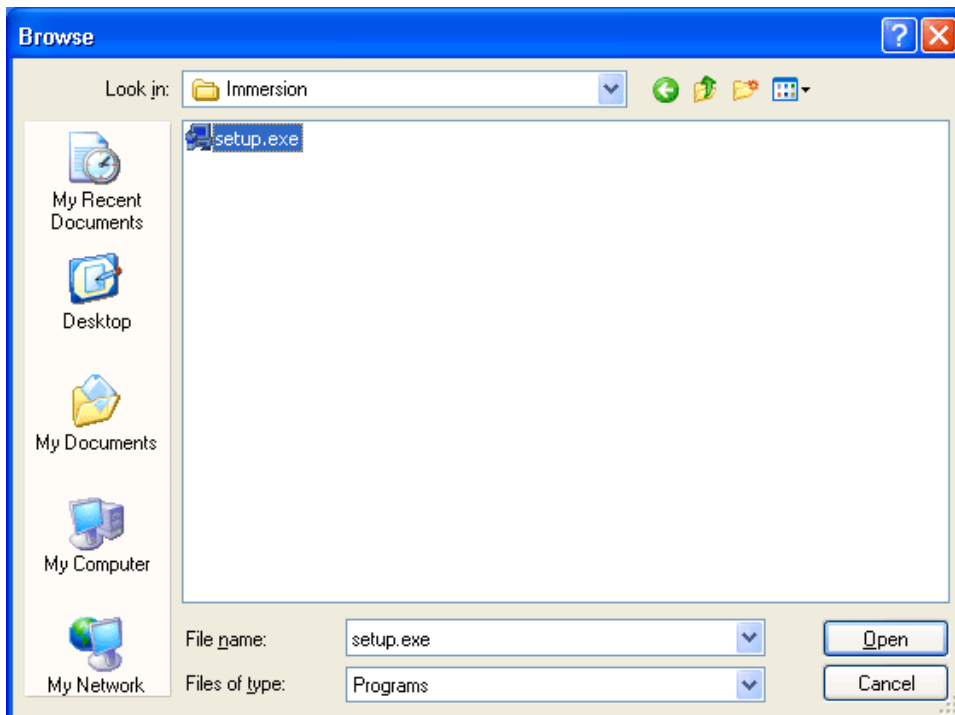 Browse
Look in:
Immersion
setup.exe
My Recent
Documents
Desktop
My Documents
My Computer
My Network
File name:
setup.exe
Open
Files of type:
Programs
Cancel